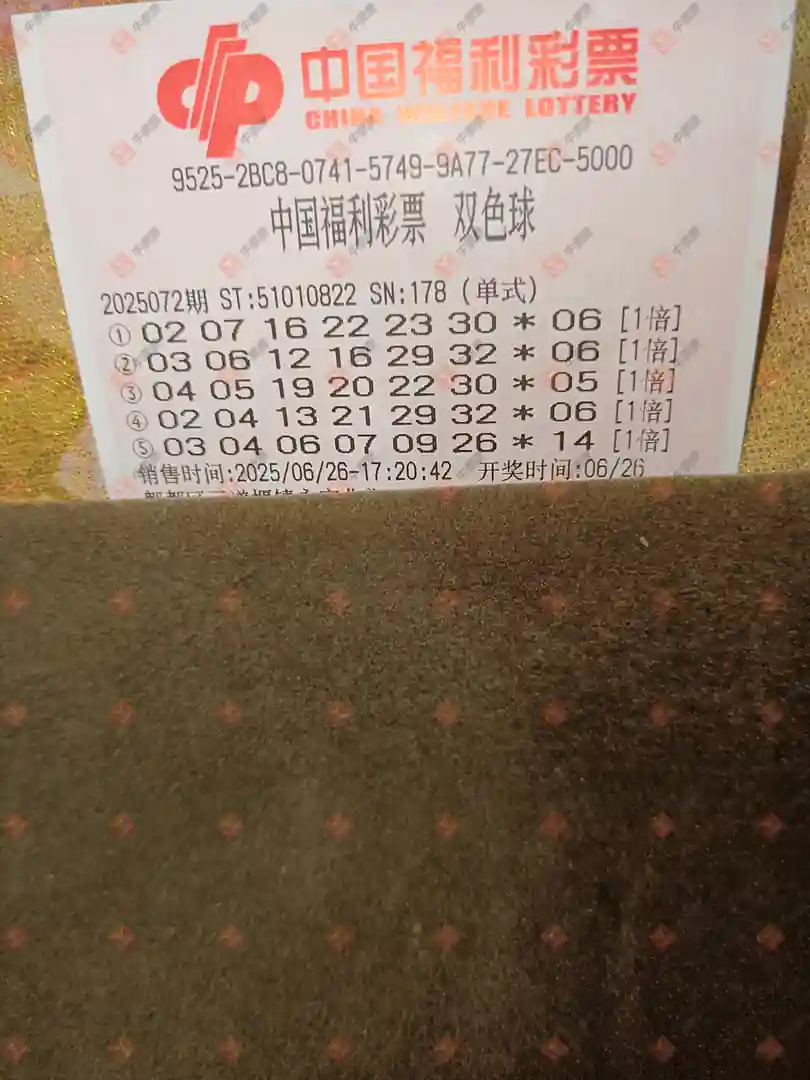 中国福利彩票
CHINA WELFARE LOTTERY
9525-2BC8-0741-5749-9A77-27EC-5000
中国福利彩票 双色球
2025072期 ST:51010822 SN:178 (单式)
① 02 07 16 22 23 30 * 06 [1倍]
② 03 06 12 16 29 32 * 06 [1倍]
③ 04 05 19 20 22 30 * 05 [1倍]
④ 02 04 13 21 29 32 * 06 [1倍]
⑤ 03 04 06 07 09 26 * 14 [1倍]
销售时间:2025/06/26-17:20:42 开奖时间:06/26